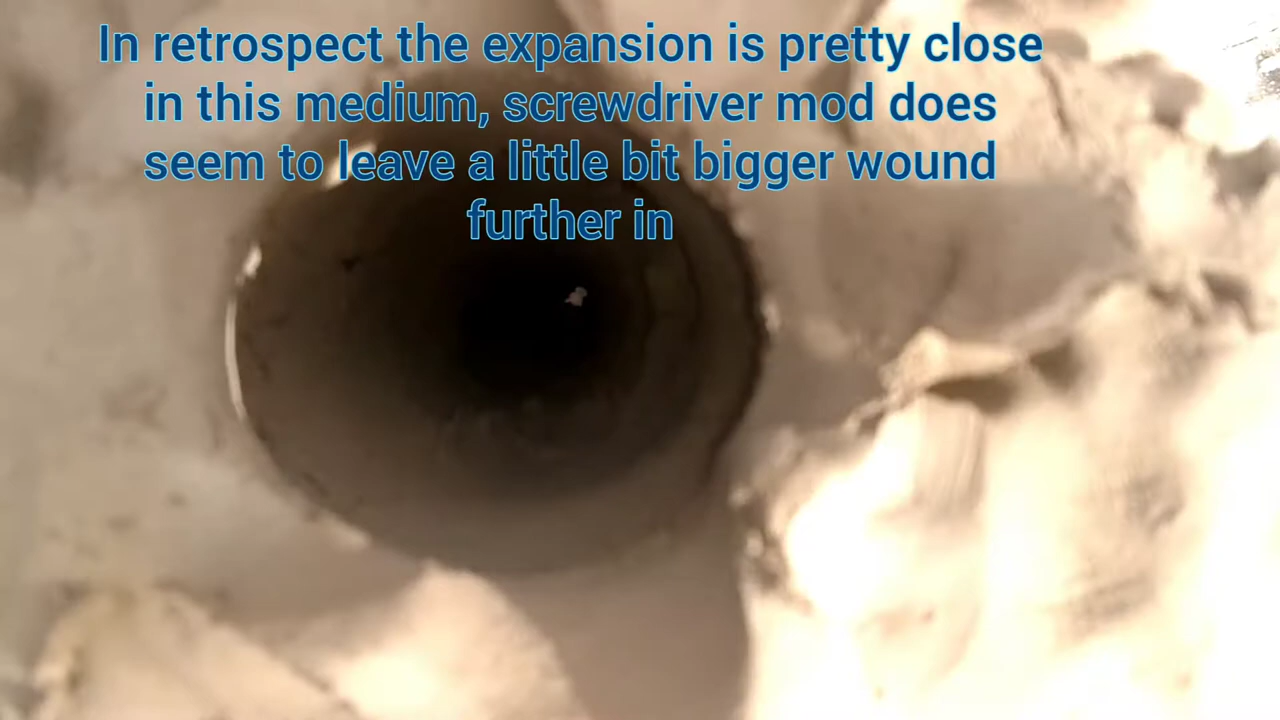 In retrospect the expansion is pretty close
in this medium, screwdriver mod does
seem to leave a little bit bigger wound
further in